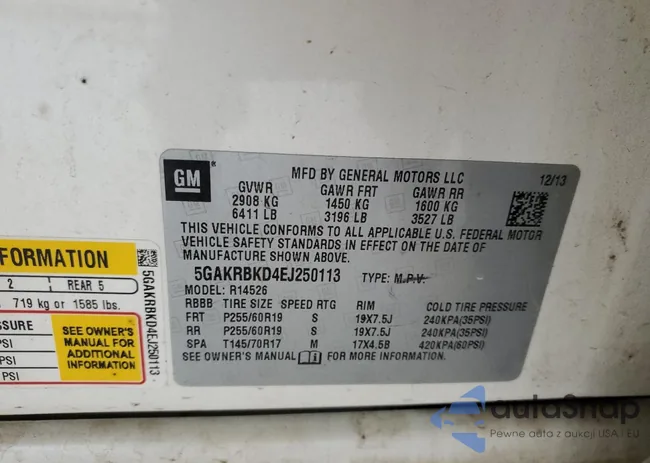 GM
MFD BY GENERAL MOTORS LLC
12/13
GVWR GAWR FRT GAWR RR
2908 KG 1450 KG 1600 KG
6411 LB 3196 LB 3527 LB
THIS VEHICLE CONFORMS TO ALL APPLICABLE U.S. FEDERAL MOTOR
VEHICLE SAFETY STANDARDS IN EFFECT ON THE DATE OF
MANUFACTURE SHOWN ABOVE.
5GAKRBKD4EJ250113 TYPE: M.P.V.
MODEL: R14526
RBBB TIRE SIZE SPEED RTG RIM COLD TIRE PRESSURE
FRT P255/60R19 S 19X7.5J 240KPA(35PSI)
RR P255/60R19 S 19X7.5J 240KPA(35PSI)
SPA T145/70R17 M 17X4.5B 420KPA(60PSI)
SEE OWNER'S MANUAL FOR MORE INFORMATION.
FORMATION
2 REAR 5
719 kg or 1585 lbs.
SSURE
PSI
PSI
PSI
SEE OWNER'S
MANUAL FOR
ADDITIONAL
INFORMATION
5GAKRBKD4EJ250113
autaSnap
Pewne auta z aukcji USA i EU